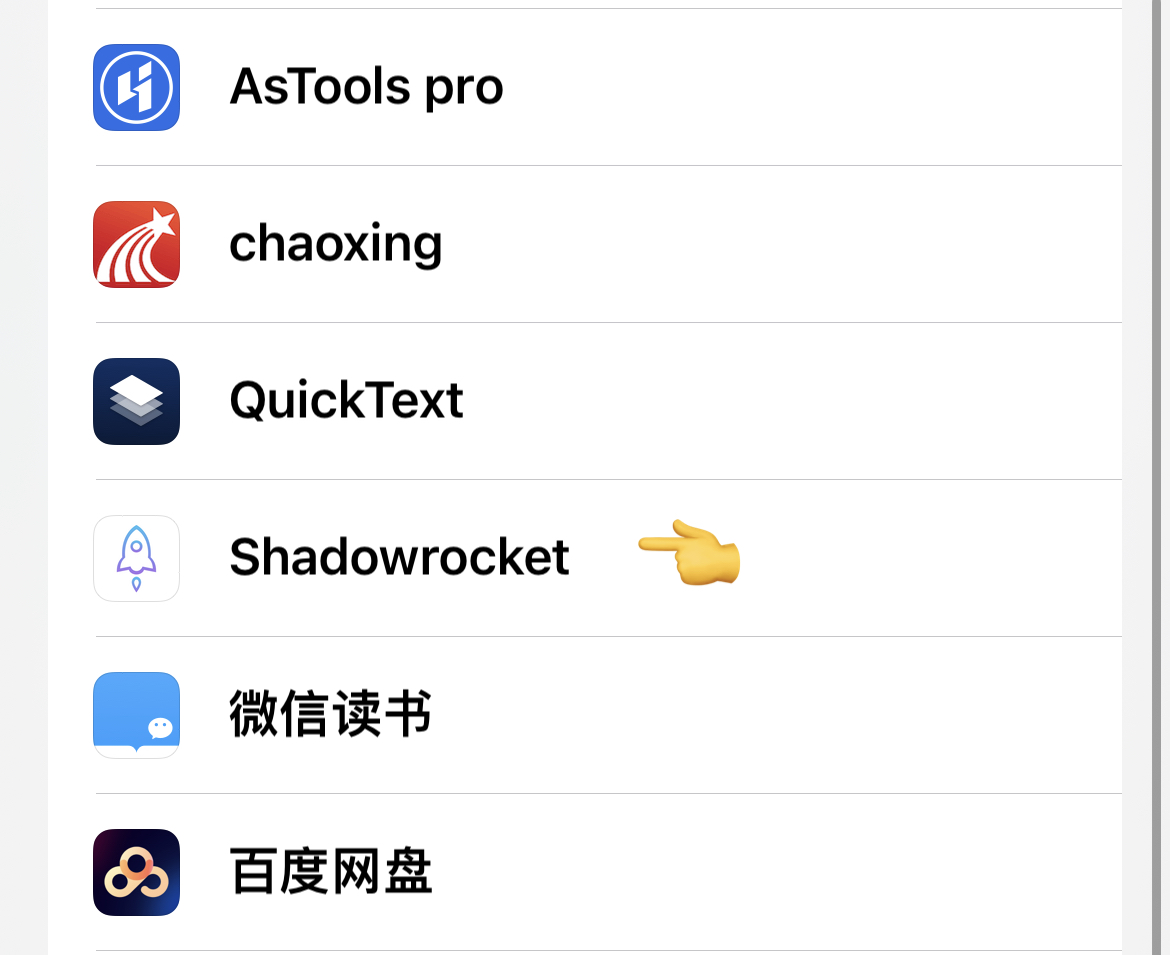 AsTools pro
chaoxing
QuickText
Shadowrocket 👈
微信读书
百度网盘